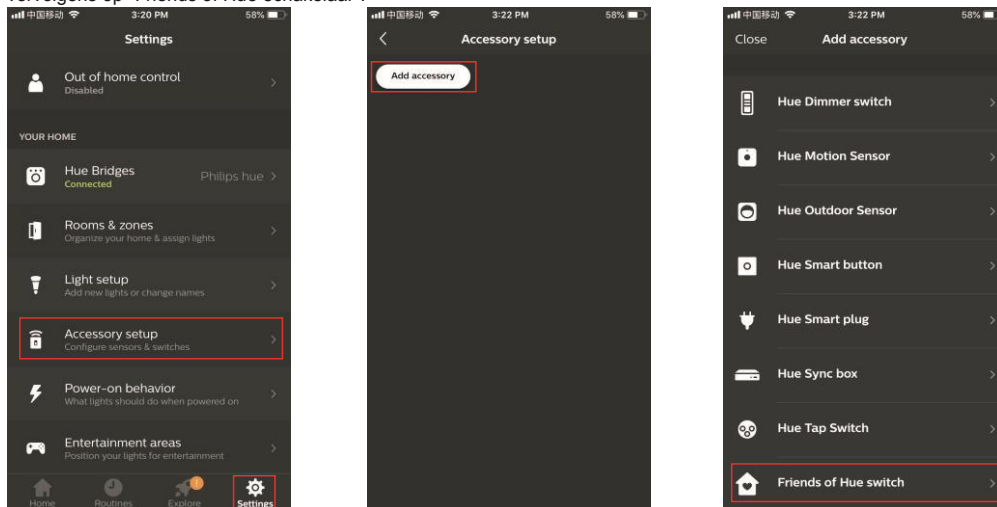 中国移动 3:20 PM 58%
Settings
Out of home control
Disabled
YOUR HOME
Hue Bridges
Connected
Philips hue
Rooms & zones
Organize your home & assign lights
Light setup
Add new lights or change names
Accessory setup
Configure sensors & switches
Power-on behavior
What lights should do when powered on
Entertainment areas
Position your lights for entertainment
Home Routines Explore Settings
中国移动 3:22 PM 58%
Accessory setup
Add accessory
中国移动 3:22 PM 58%
Close Add accessory
Hue Dimmer switch
Hue Motion Sensor
Hue Outdoor Sensor
Hue Smart button
Hue Smart plug
Hue Sync box
Hue Tap Switch
Friends of Hue switch